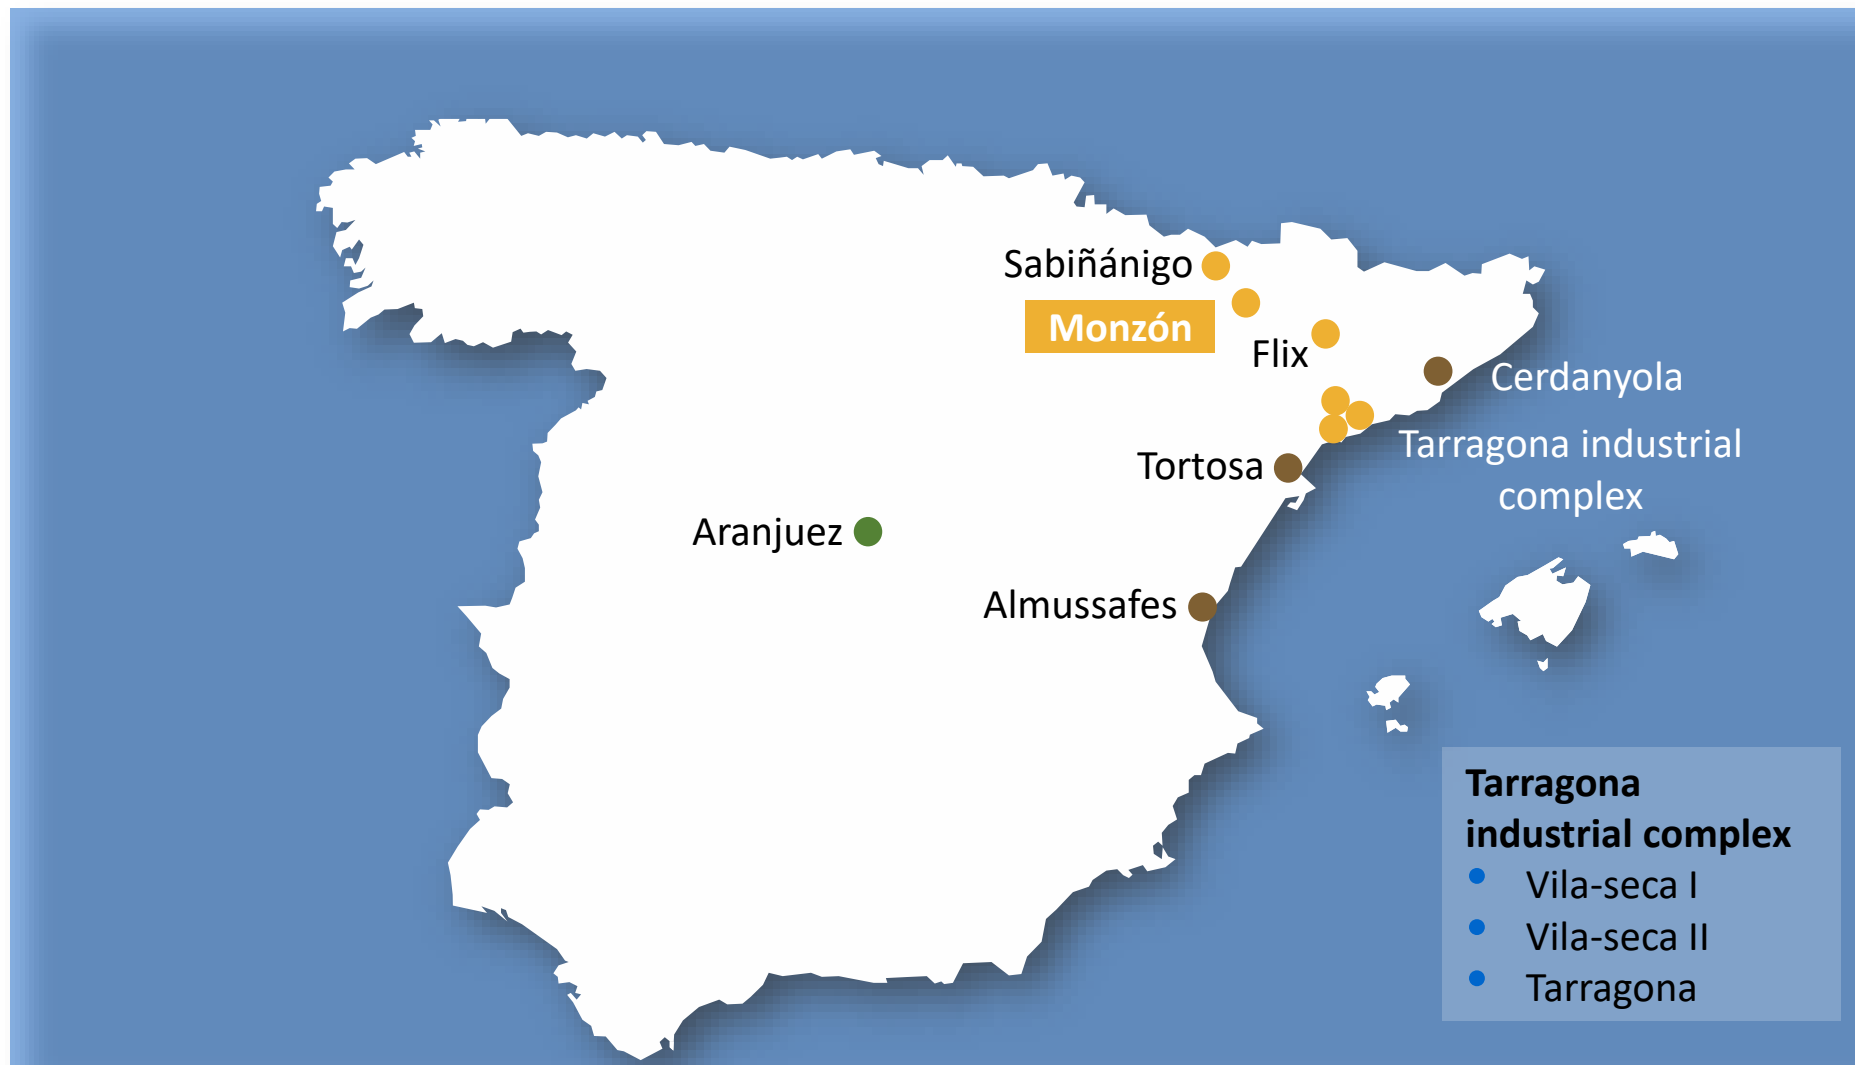 Sabiñánigo
Monzón
Flix
Cerdanyola
Tarragona industrial
complex
Tortosa
Aranjuez
Almussafes
Tarragona
industrial complex
• Vila-seca I
• Vila-seca II
• Tarragona